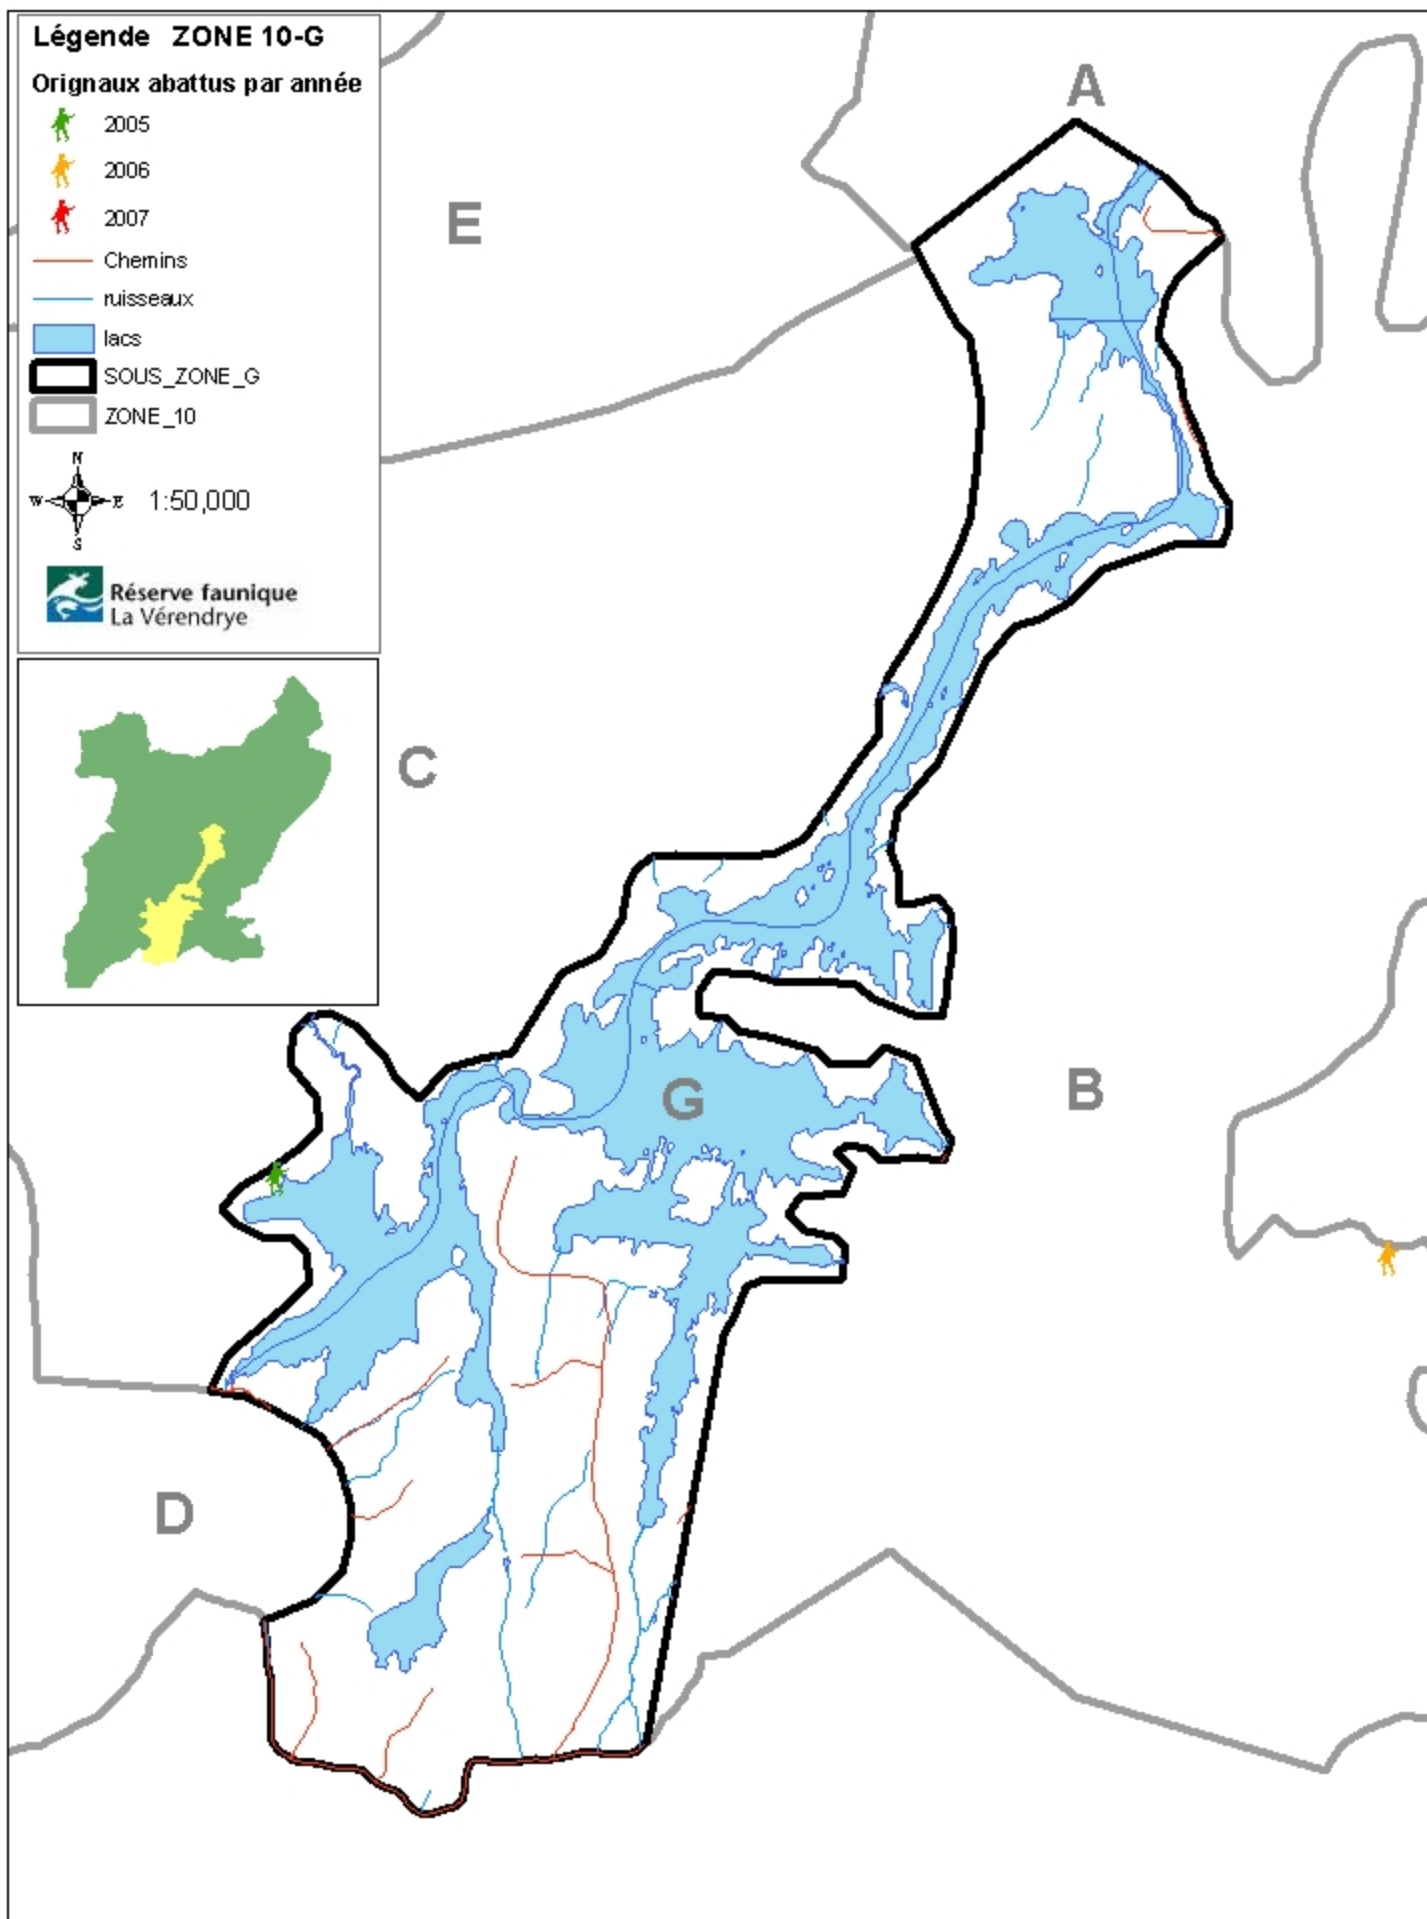 Légende ZONE 10-G
Orignaux abattus par année
2005
2006
2007
Chemins
ruisseaux
lacs
SOUS_ZONE_G
ZONE_10
N
W E 1:50,000
S
Réserve faunique
La Vérendrye
A
E
C
G
B
D